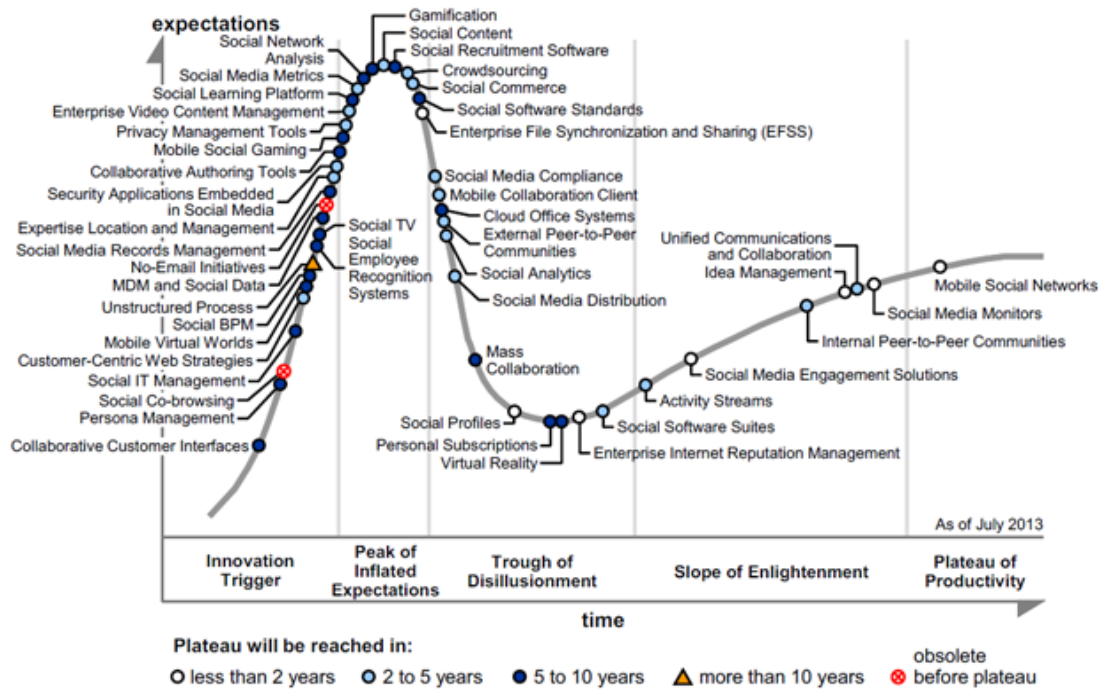 expectations
Gamification
Social Content
Social Recruitment Software
Crowdsourcing
Social Commerce
Social Software Standards
Enterprise File Synchronization and Sharing (EFSS)
Social Network
Analysis
Social Media Metrics
Social Learning Platform
Enterprise Video Content Management
Privacy Management Tools
Mobile Social Gaming
Collaborative Authoring Tools
Security Applications Embedded
in Social Media
Expertise Location and Management
Social Media Records Management
No-Email Initiatives
MDM and Social Data
Unstructured Process
Social BPM
Mobile Virtual Worlds
Customer-Centric Web Strategies
Social IT Management
Social Co-browsing
Persona Management
Collaborative Customer Interfaces
Social TV
Social
Employee
Recognition
Systems
Social Media Compliance
Mobile Collaboration Client
Cloud Office Systems
External Peer-to-Peer
Communities
Social Analytics
Social Media Distribution
Mass
Collaboration
Social Profiles
Personal Subscriptions
Virtual Reality
Enterprise Internet Reputation Management
Social Software Suites
Activity Streams
Social Media Engagement Solutions
Unified Communications
and Collaboration
Idea Management
Internal Peer-to-Peer Communities
Social Media Monitors
Mobile Social Networks
As of July 2013
Innovation
Trigger
Peak of
Inflated
Expectations
Trough of
Disillusionment
Slope of Enlightenment
Plateau of
Productivity
time
Plateau will be reached in:
less than 2 years
2 to 5 years
5 to 10 years
more than 10 years
obsolete
before plateau